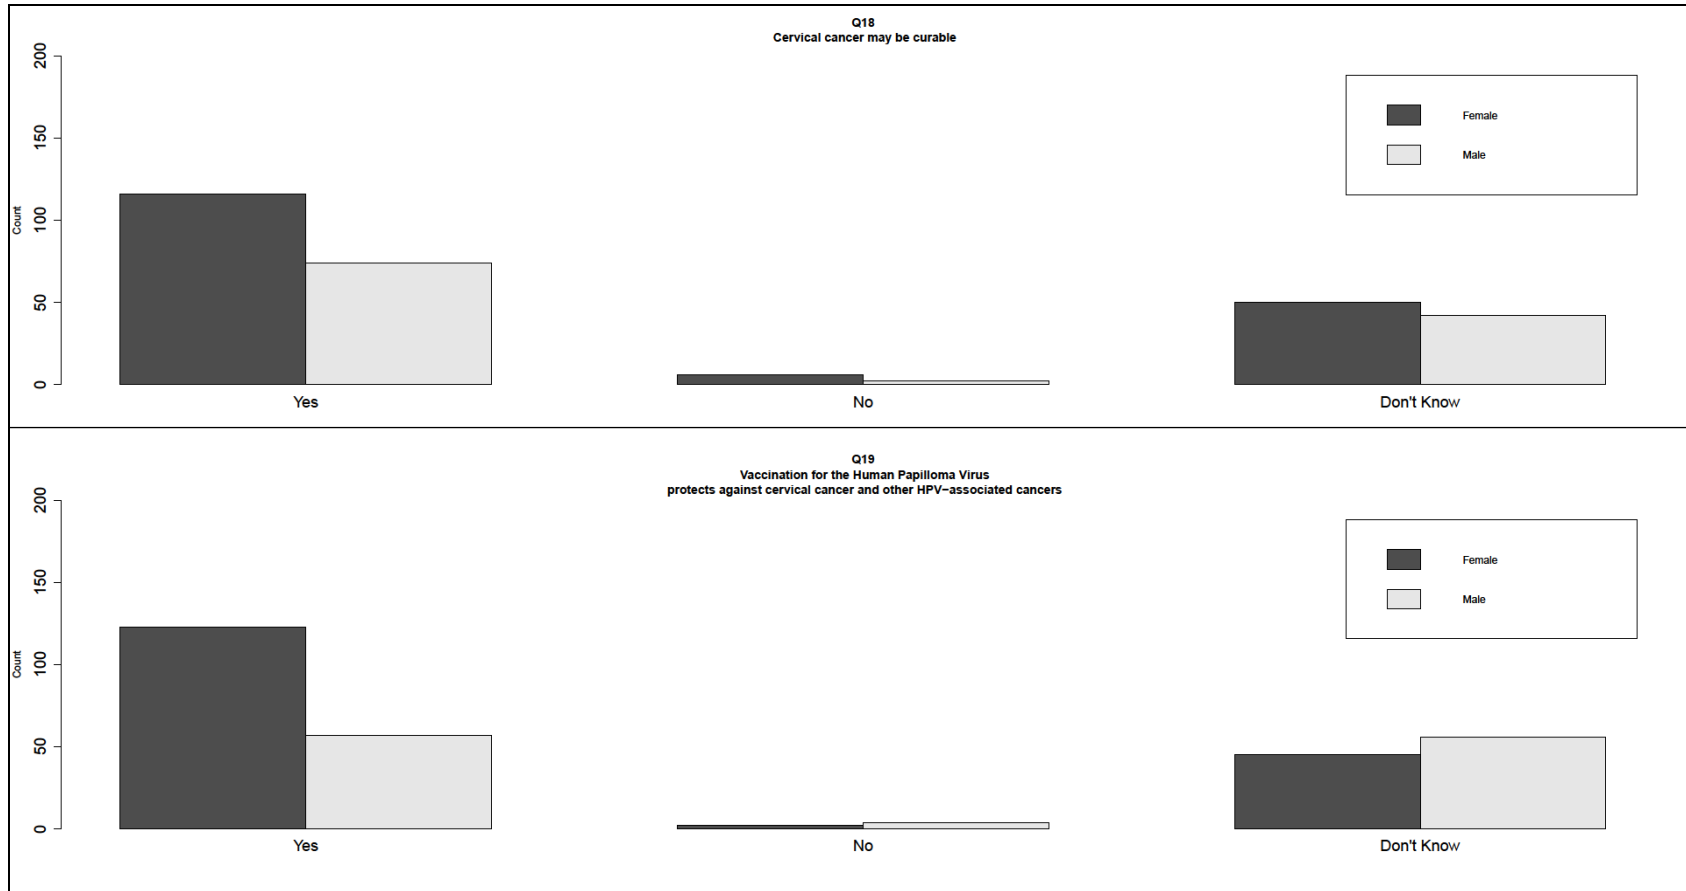 Q18
Cervical cancer may be curable
200
150
100
50
0
Count
Female
Male
Yes
No
Don't Know
Q19
Vaccination for the Human Papilloma Virus
protects against cervical cancer and other HPV−associated cancers
200
150
100
50
0
Count
Female
Male
Yes
No
Don't Know